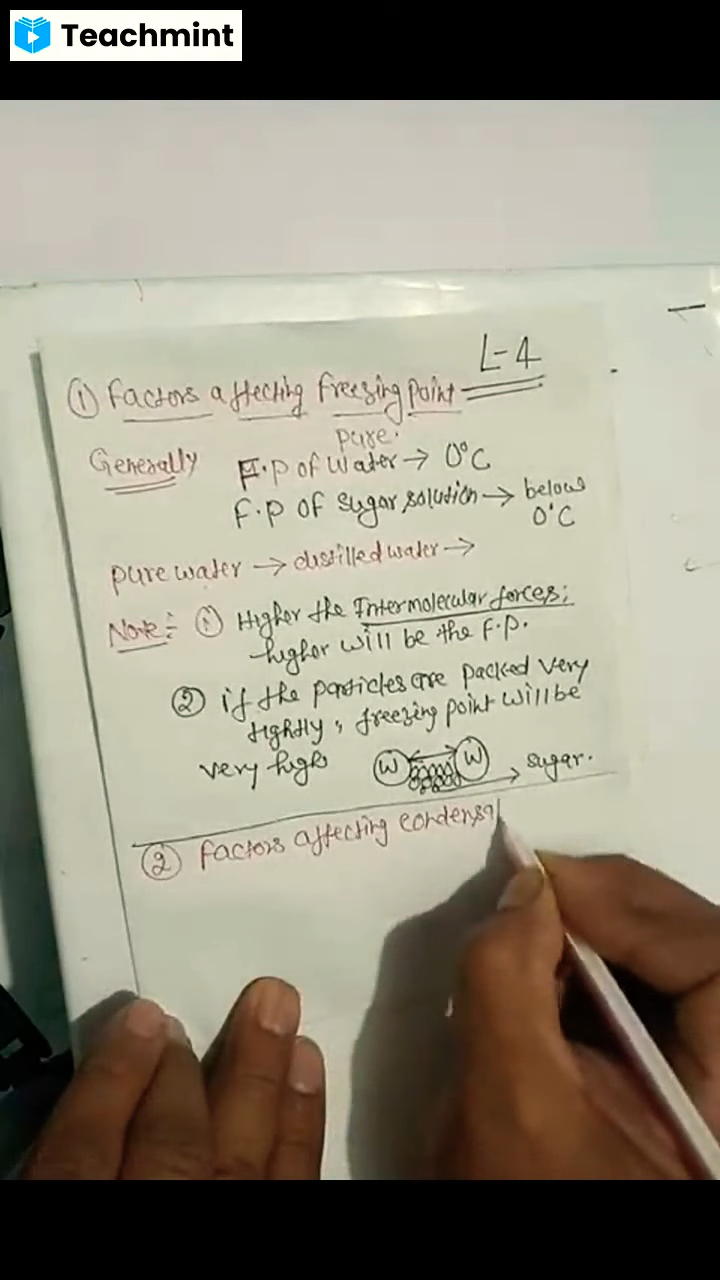 Teachmint
L-4
① Factors affecting freezing point
pure.
Generally F.P of water → 0°C
F.P of sugar solution → below
0°C
pure water → distilled water →
Note:- ① Higher the Intermolecular forces;
higher will be the f.p.
② if the particles are packed very
tightly, freezing point will be
very high
W W → sugar.
② factors affecting condensa